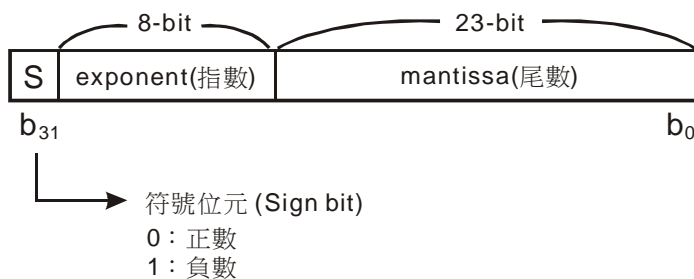 8-bit 23-bit
S exponent(指數) mantissa(尾數)
b31 b0
符號位元 (Sign bit)
0：正數
1：負數